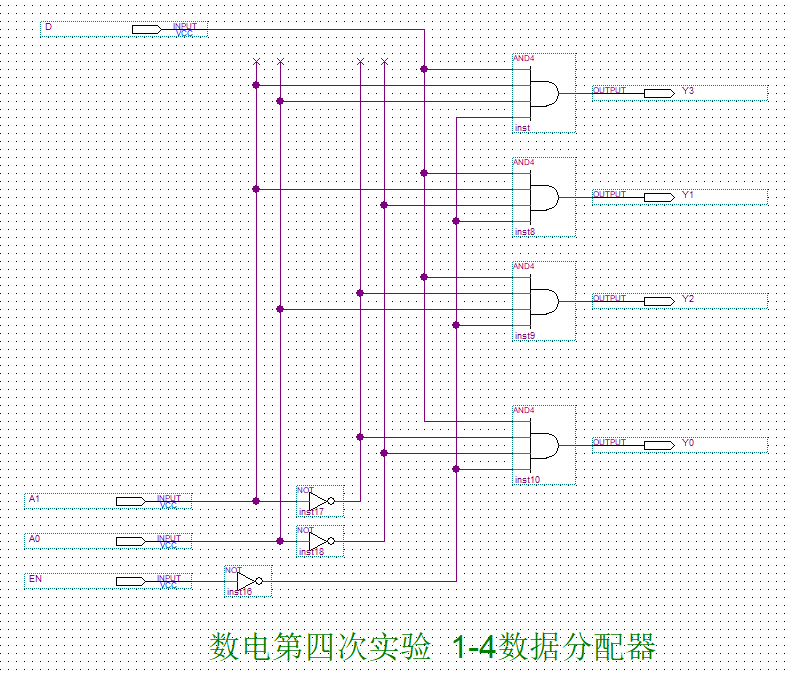 D INPUT VCC
AND4
OUTPUT Y3
inst
AND4
OUTPUT Y1
inst8
AND4
OUTPUT Y2
inst9
AND4
OUTPUT Y0
inst10
A1 INPUT VCC
NOT
inst17
A0 INPUT VCC
NOT
inst18
EN INPUT VCC
NOT
inst16
数电第四次实验 1-4数据分配器